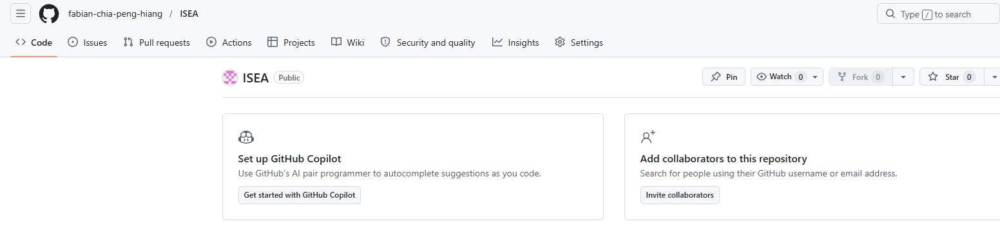 fabian-chia-peng-hiang / ISEA
Type / to search
Code Issues Pull requests Actions Projects Wiki Security and quality Insights Settings
ISEA Public
Pin Watch 0 Fork 0 Star 0
Set up GitHub Copilot
Use GitHub's AI pair programmer to autocomplete suggestions as you code.
Get started with GitHub Copilot
Add collaborators to this repository
Search for people using their GitHub username or email address.
Invite collaborators